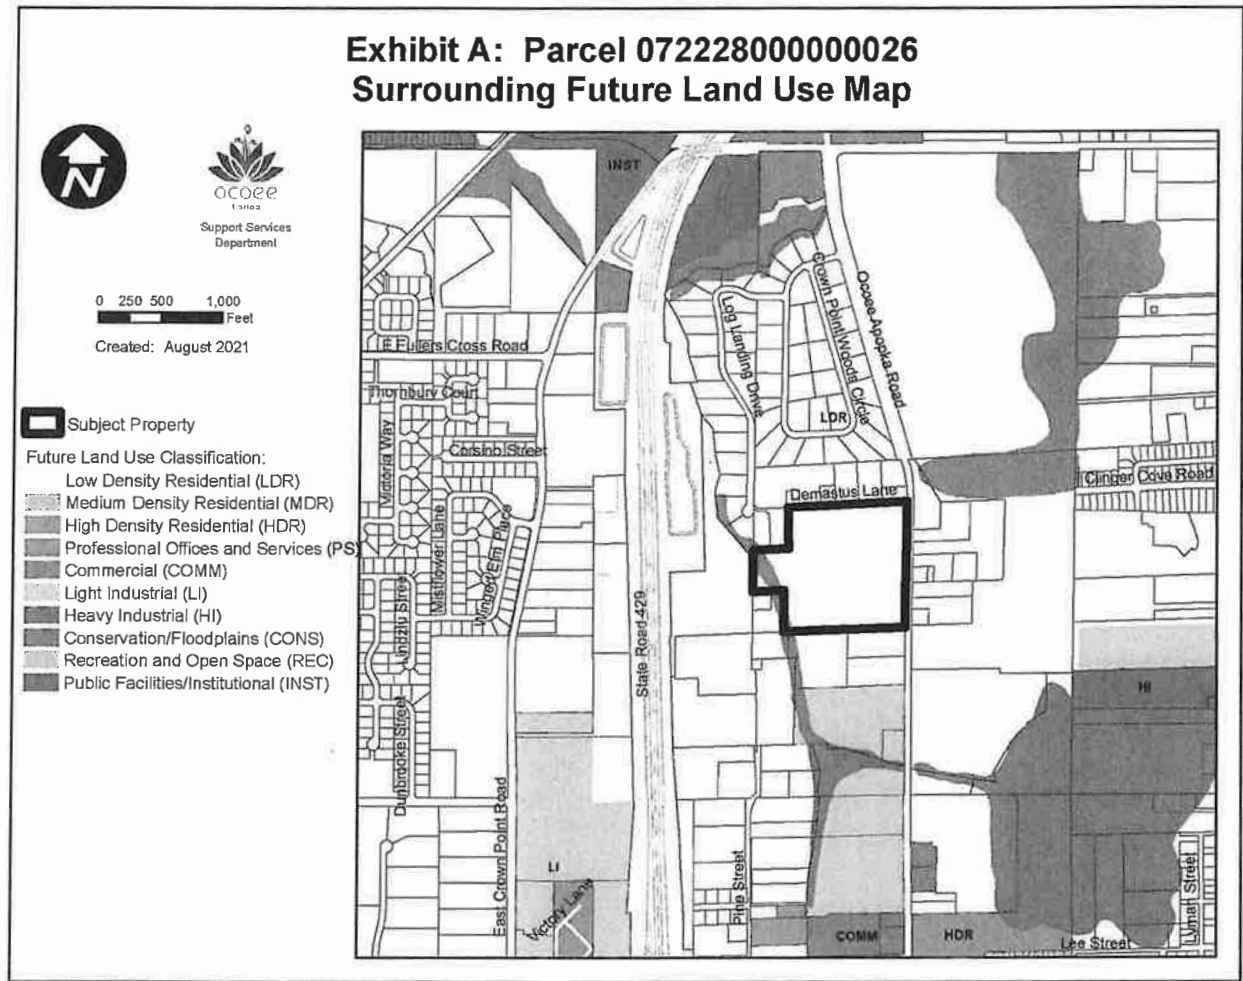 Exhibit A: Parcel 072228000000026
Surrounding Future Land Use Map
N
ocoee
florida
Support Services
Department
0 250 500 1,000
Feet
Created: August 2021
Subject Property
Future Land Use Classification:
Low Density Residential (LDR)
Medium Density Residential (MDR)
High Density Residential (HDR)
Professional Offices and Services (PS)
Commercial (COMM)
Light Industrial (LI)
Heavy Industrial (HI)
Conservation/Floodplains (CONS)
Recreation and Open Space (REC)
Public Facilities/Institutional (INST)
INST
E Fullers Cross Road
Thornbury Court
Victoria Way
Corsino Street
Mistflower Lane
Winged Elm Place
Street
Dunbrooke Street
East Crown Point Road
State Road 429
Log Landing Drive
Crown Point Woods Circle
Ocoee Apopka Road
LDR
Demastus Lane
Clinger Cove Road
HI
LI
Victory Lane
Pine Street
COMM
HDR
Lee Street
Lyman Street